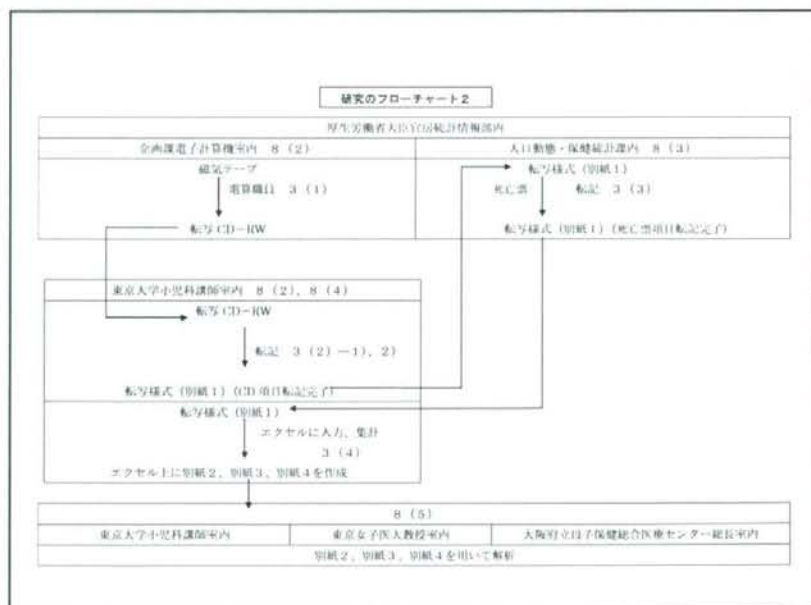 研究のフローチャート2
厚生労働省大臣官房統計情報部内
企画課電子計算機室内 8 (2)
人口動態・保健統計課内 8 (3)
磁気テープ
電算職員 3 (1)
転写 CD-RW
転写様式 (別紙1)
死亡票 転記 3 (3)
転写様式 (別紙1) (死亡票項目転記完了)
東京大学小児科講師室内 8 (2)、8 (4)
転写 CD-RW
転記 3 (2) -1)、2)
転写様式 (別紙1) (CD 項目転記完了)
転写様式 (別紙1)
エクセルに入力、集計
3 (4)
エクセル上に別紙2、別紙3、別紙4を作成
8 (5)
東京大学小児科講師室内
東京女子医大教授室内
大阪府立母子保健総合医療センター総長室内
別紙2、別紙3、別紙4を用いて解析